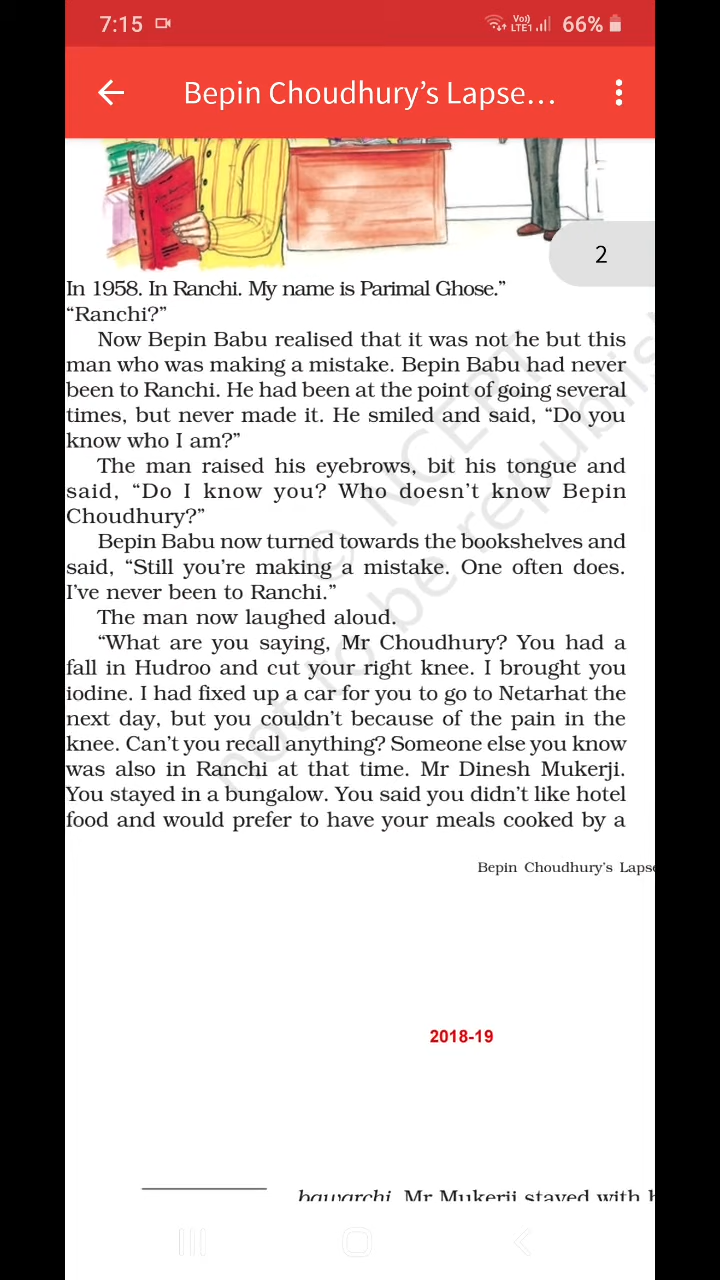 7:15
Vo))
LTE1
66%
Bepin Choudhury’s Lapse...
2
In 1958. In Ranchi. My name is Parimal Ghose.”
“Ranchi?”
Now Bepin Babu realised that it was not he but this
man who was making a mistake. Bepin Babu had never
been to Ranchi. He had been at the point of going several
times, but never made it. He smiled and said, “Do you
know who I am?”
The man raised his eyebrows, bit his tongue and
said, “Do I know you? Who doesn’t know Bepin
Choudhury?”
Bepin Babu now turned towards the bookshelves and
said, “Still you’re making a mistake. One often does.
I’ve never been to Ranchi.”
The man now laughed aloud.
“What are you saying, Mr Choudhury? You had a
fall in Hudroo and cut your right knee. I brought you
iodine. I had fixed up a car for you to go to Netarhat the
next day, but you couldn’t because of the pain in the
knee. Can’t you recall anything? Someone else you know
was also in Ranchi at that time. Mr Dinesh Mukerji.
You stayed in a bungalow. You said you didn’t like hotel
food and would prefer to have your meals cooked by a
© NCERT
not to be republish
Bepin Choudhury’s Laps
2018-19
bawarchi. Mr Mukerji stayed with